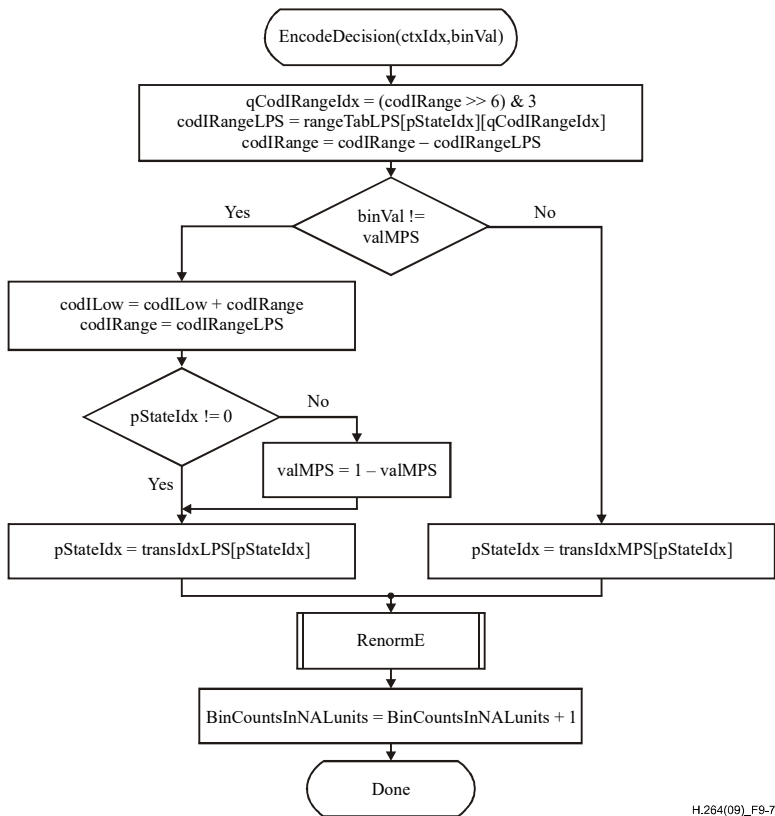 EncodeDecision(ctxIdx,binVal)
qCodIRangeIdx = (codIRange >> 6) & 3
codIRangeLPS = rangeTabLPS[pStateIdx][qCodIRangeIdx]
codIRange = codIRange – codIRangeLPS
Yes
binVal !=
valMPS
No
codILow = codILow + codIRange
codIRange = codIRangeLPS
pStateIdx != 0
No
valMPS = 1 – valMPS
Yes
pStateIdx = transIdxLPS[pStateIdx]
pStateIdx = transIdxMPS[pStateIdx]
RenormE
BinCountsInNALunits = BinCountsInNALunits + 1
Done
H.264(09)_F9-7